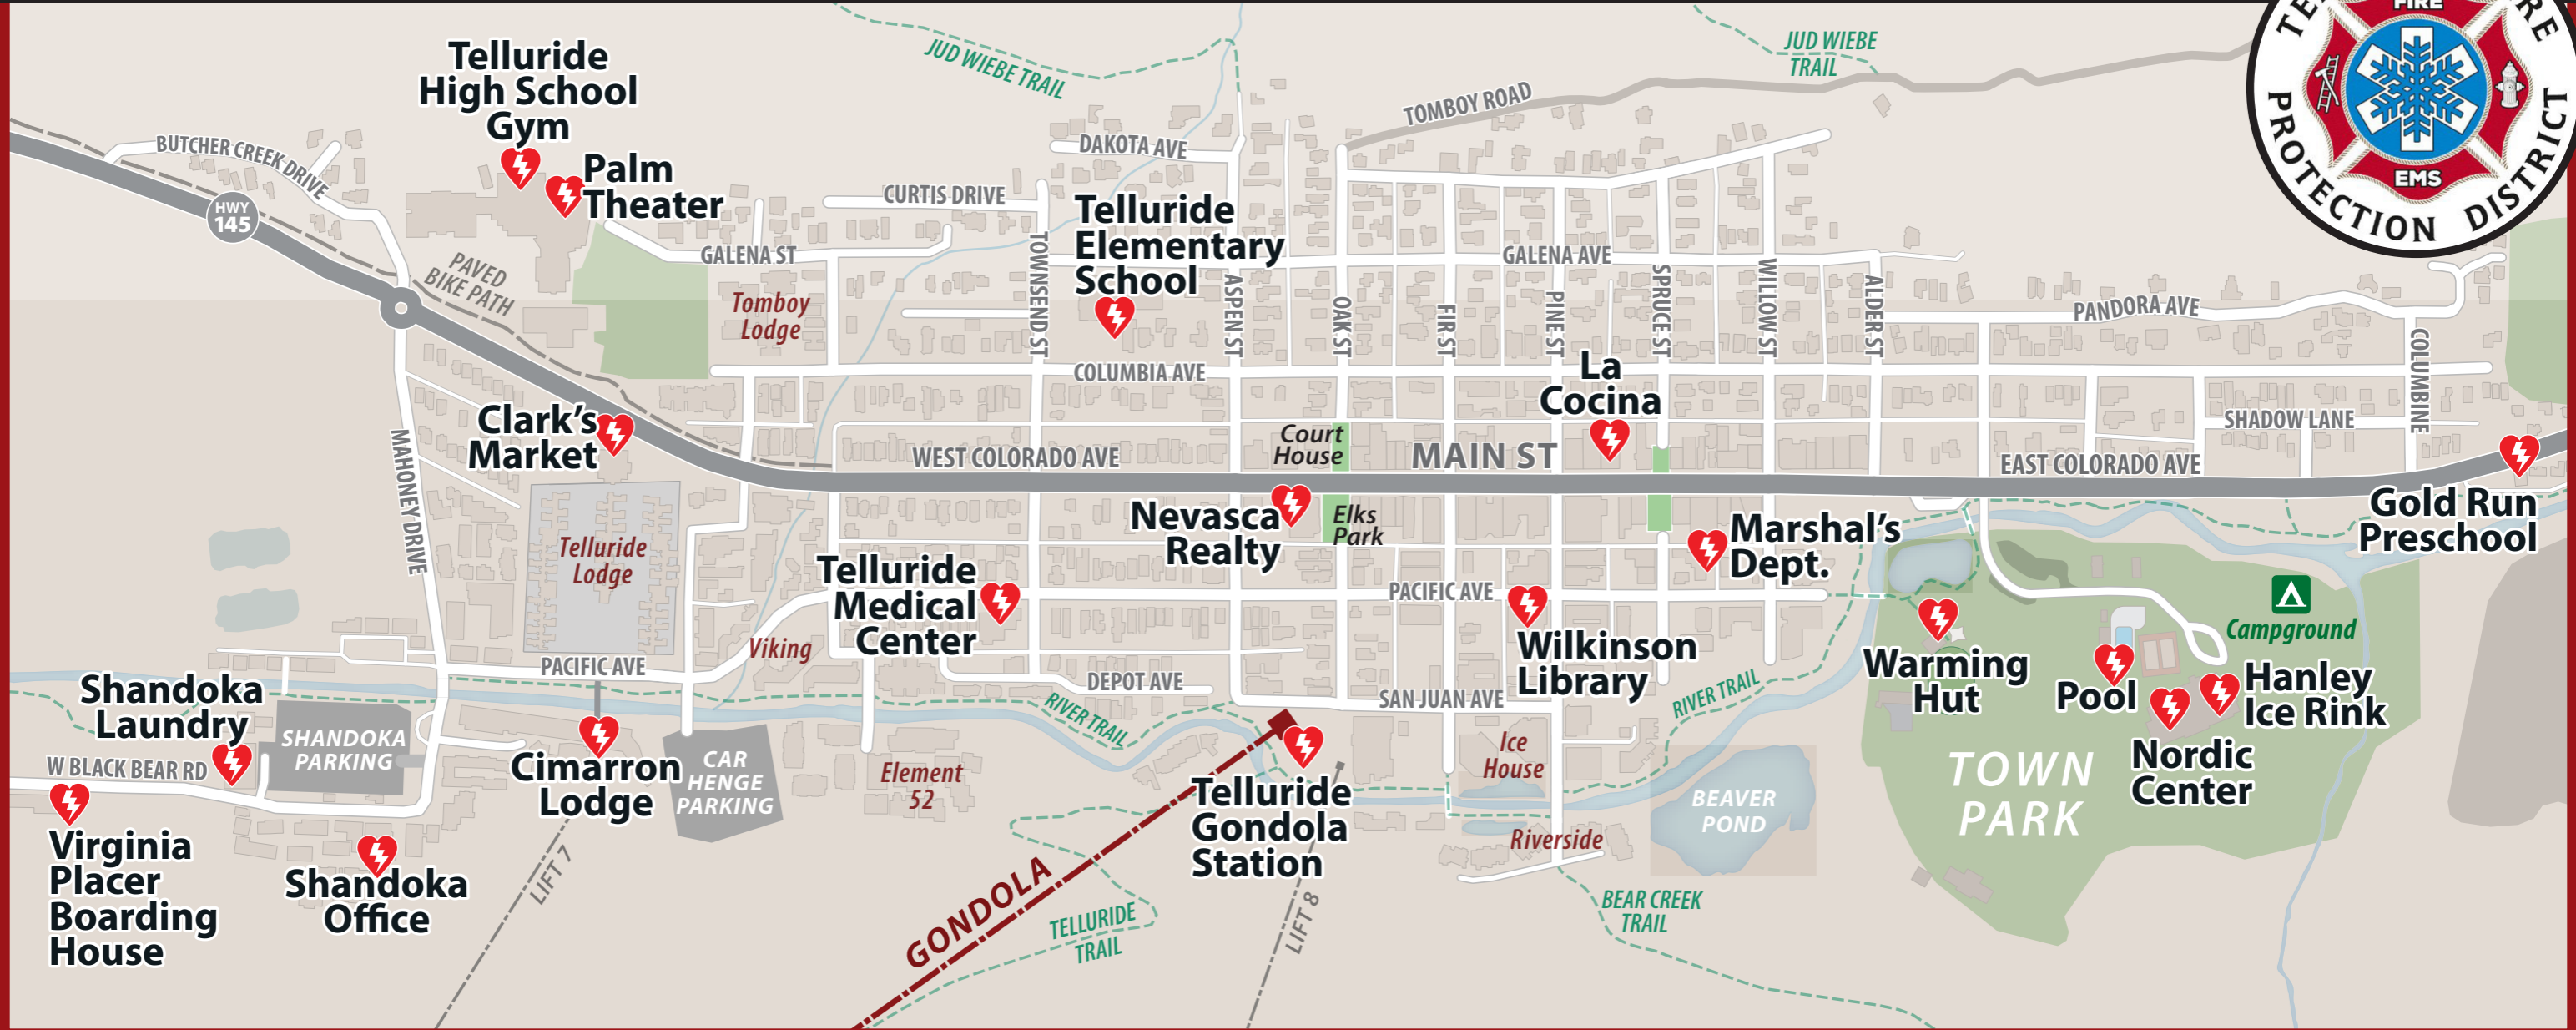 FIRE
EMS
PROTECTION DISTRICT
JUD WIEBE TRAIL
JUD WIEBE
TRAIL
TOMBOY ROAD
Telluride
High School
Gym
Palm
Theater
BUTCHER CREEK DRIVE
HWY
145
PAVED
BIKE PATH
DAKOTA AVE
CURTIS DRIVE
GALENA ST
Telluride
Elementary
School
TOWNSEND ST
ASPEN ST
OAK ST
FIR ST
PINE ST
SPRUCE ST
WILLOW ST
ALDER ST
GALENA AVE
PANDORA AVE
COLUMBINE
Tomboy
Lodge
COLUMBIA AVE
La
Cocina
SHADOW LANE
Clark's
Market
MAHONEY DRIVE
WEST COLORADO AVE
Court
House
MAIN ST
EAST COLORADO AVE
Gold Run
Preschool
Nevasca
Realty
Elks
Park
Marshal's
Dept.
Telluride
Lodge
Telluride
Medical
Center
PACIFIC AVE
Wilkinson
Library
Viking
PACIFIC AVE
DEPOT AVE
SAN JUAN AVE
RIVER TRAIL
RIVER TRAIL
Warming
Hut
Campground
Pool
Hanley
Ice Rink
Nordic
Center
TOWN
PARK
Shandoka
Laundry
SHANDOKA
PARKING
W BLACK BEAR RD
Cimarron
Lodge
CAR
HENGE
PARKING
Element
52
Ice
House
BEAVER
POND
Telluride
Gondola
Station
Riverside
Virginia
Placer
Boarding
House
Shandoka
Office
LIFT 7
GONDOLA
TELLURIDE
TRAIL
LIFT 8
BEAR CREEK
TRAIL